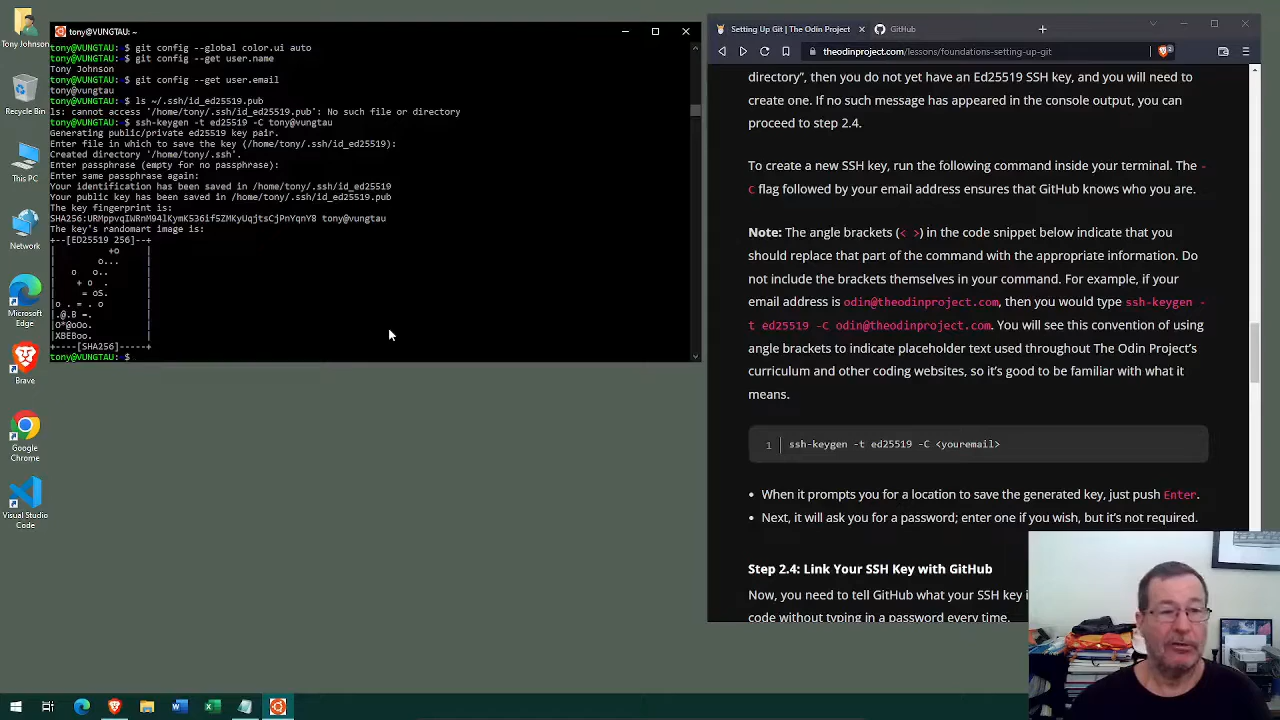 Tony Johnson
Recycle Bin
This PC
Network
Microsoft
Edge
Brave
Google
Chrome
Visual Studio
Code
tony@VUNGTAU: ~
tony@VUNGTAU: $ git config --global color.ui auto
tony@VUNGTAU: $ git config --get user.name
Tony Johnson
tony@VUNGTAU: $ git config --get user.email
tony@vungtau
tony@VUNGTAU: $ ls ~/.ssh/id_ed25519.pub
ls: cannot access '/home/tony/.ssh/id_ed25519.pub': No such file or directory
tony@VUNGTAU: $ ssh-keygen -t ed25519 -C tony@vungtau
Generating public/private ed25519 key pair.
Enter file in which to save the key (/home/tony/.ssh/id_ed25519):
Created directory '/home/tony/.ssh'.
Enter passphrase (empty for no passphrase):
Enter same passphrase again:
Your identification has been saved in /home/tony/.ssh/id_ed25519
Your public key has been saved in /home/tony/.ssh/id_ed25519.pub
The key fingerprint is:
SHA256:URMppvqIWRnM94lKymK536if5ZMKyUqjtsCjPnYqnY8 tony@vungtau
The key's randomart image is:
+--[ED25519 256]--+
|          +o     |
|        o...     |
|   o   o..       |
|    + o  .       |
|     = oS.       |
|o . = . o        |
|.@.B =.          |
|O*@oOo.          |
|XBEBoo.          |
+----[SHA256]-----+
tony@VUNGTAU: $
Setting Up Git | The Odin Project
GitHub
theodinproject.com/lessons/foundations-setting-up-git
directory", then you do not yet have an Ed25519 SSH key, and you will need to
create one. If no such message has appeared in the console output, you can
proceed to step 2.4.
To create a new SSH key, run the following command inside your terminal. The -
C flag followed by your email address ensures that GitHub knows who you are.
Note: The angle brackets (< >) in the code snippet below indicate that you
should replace that part of the command with the appropriate information. Do
not include the brackets themselves in your command. For example, if your
email address is odin@theodinproject.com, then you would type ssh-keygen -
t ed25519 -C odin@theodinproject.com. You will see this convention of using
angle brackets to indicate placeholder text used throughout The Odin Project's
curriculum and other coding websites, so it's good to be familiar with what it
means.
1 ssh-keygen -t ed25519 -C <youremail>
• When it prompts you for a location to save the generated key, just push Enter.
• Next, it will ask you for a password; enter one if you wish, but it's not required.
Step 2.4: Link Your SSH Key with GitHub
Now, you need to tell GitHub what your SSH key i
code without typing in a password every time.